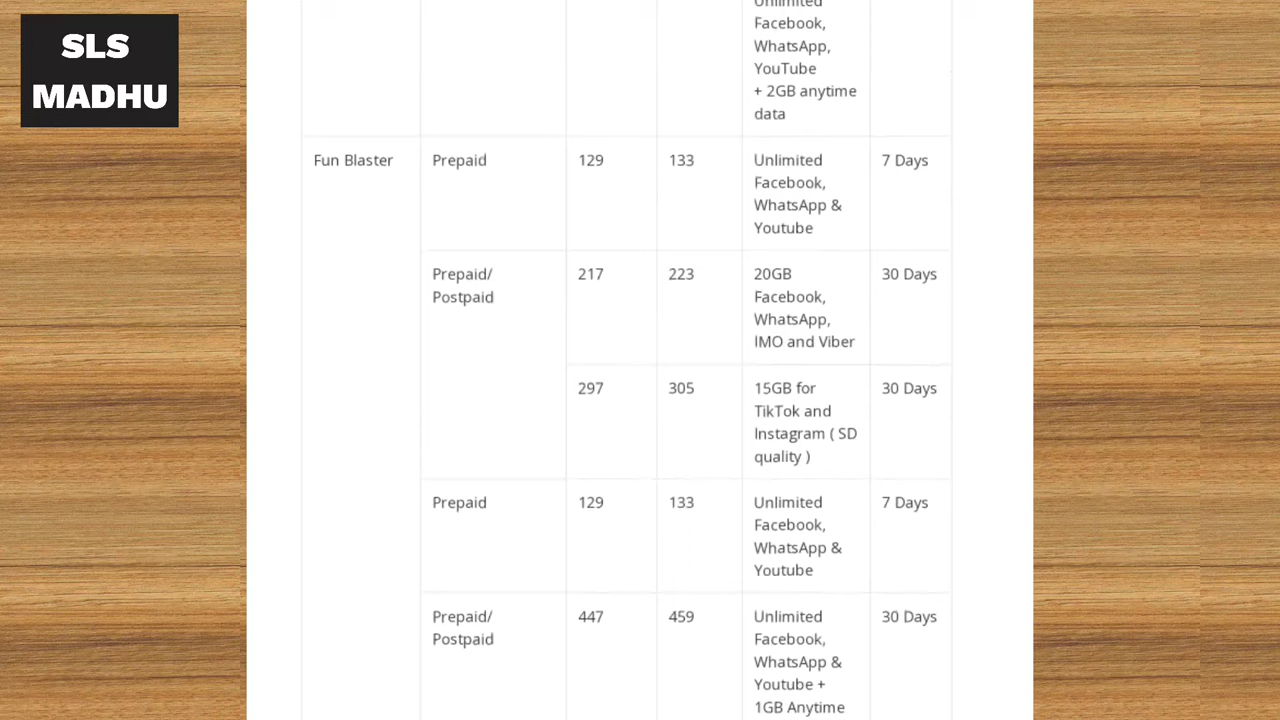 SLS
MADHU
Unlimited
Facebook,
WhatsApp,
YouTube
+ 2GB anytime
data
Fun Blaster
Prepaid
129
133
Unlimited
Facebook,
WhatsApp &
Youtube
7 Days
Prepaid/
Postpaid
217
223
20GB
Facebook,
WhatsApp,
IMO and Viber
30 Days
297
305
15GB for
TikTok and
Instagram ( SD
quality )
30 Days
Prepaid
129
133
Unlimited
Facebook,
WhatsApp &
Youtube
7 Days
Prepaid/
Postpaid
447
459
Unlimited
Facebook,
WhatsApp &
Youtube +
1GB Anytime
30 Days